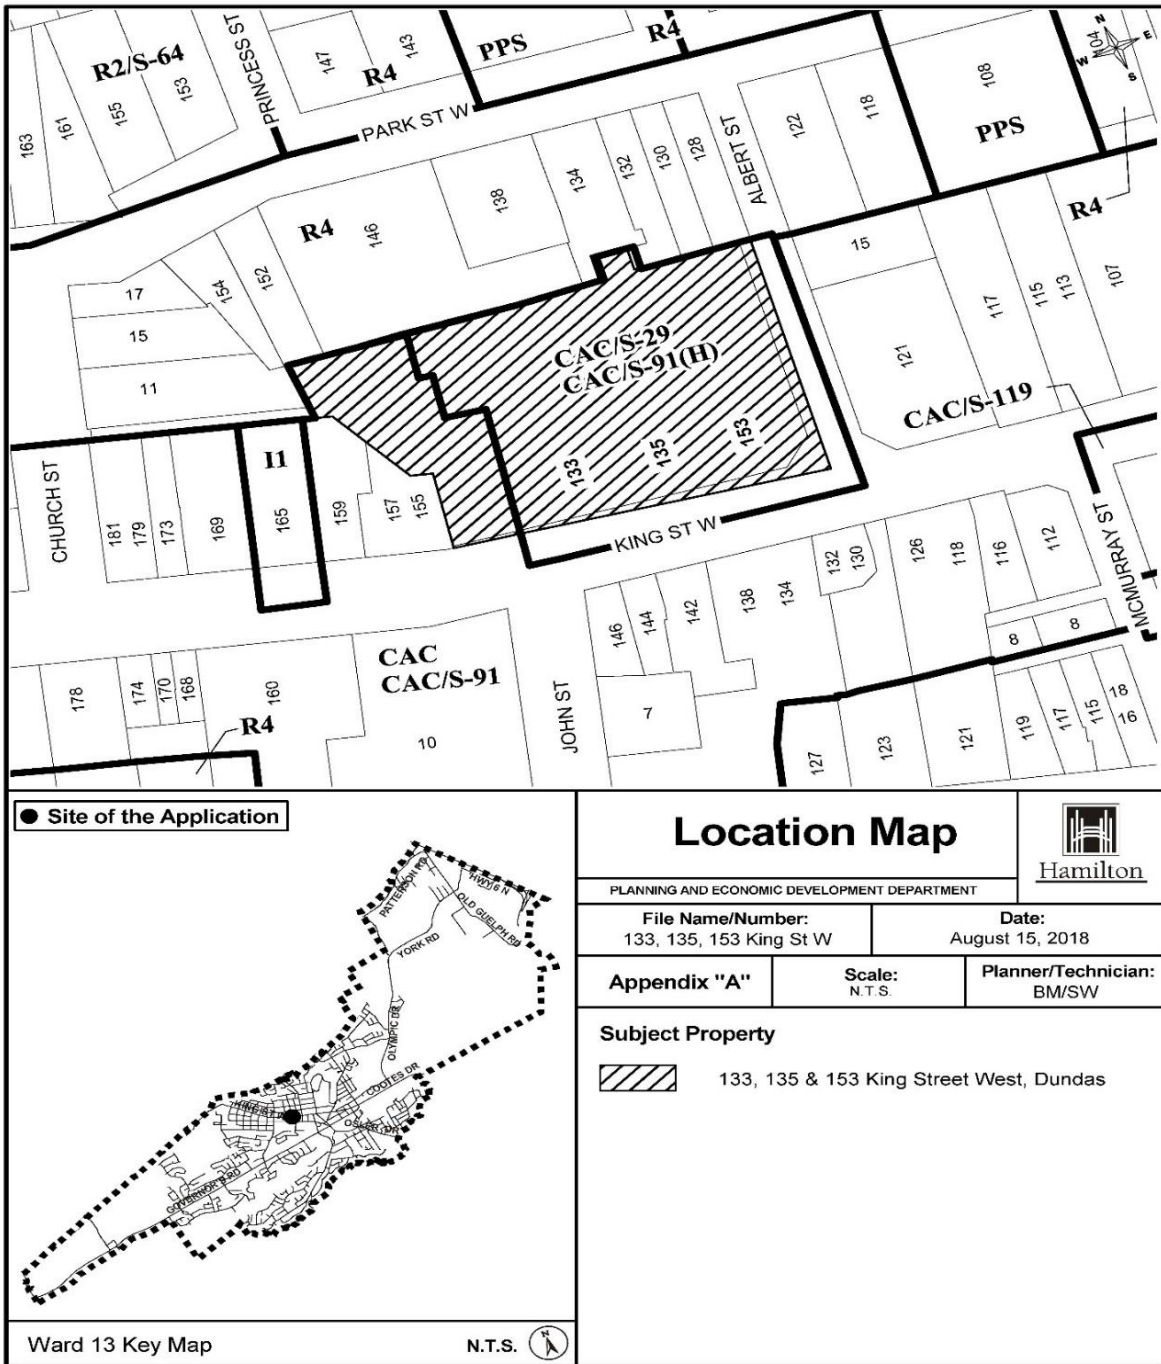 R2/S-64
PRINCESS ST
147
143
R4
PPS
R4
104
N
E
W
S
163
161
155
153
PARK ST W
108
PPS
138
134
132
130
128
ALBERT ST
122
118
R4
R4
146
152
154
17
15
11
15
117
115
113
107
121
CAC/S-29
CAC/S-91(H)
CAC/S-119
133
135
153
I1
CHURCH ST
181
179
173
169
165
159
157
155
KING ST W
132
130
126
118
116
112
MCMURRAY ST
146
144
142
138
134
8
8
CAC
CAC/S-91
178
174
170
168
160
R4
10
JOHN ST
7
127
123
121
119
117
115
18
16
Site of the Application
PATTERSON RD
HWY 6 N
OLD GUELPH RD
YORK RD
OLYMPIC DR
COOTES DR
KING ST W
OSLER DR
GOVERNOR'S RD
Ward 13 Key Map
N.T.S.
N
Location Map
Hamilton
PLANNING AND ECONOMIC DEVELOPMENT DEPARTMENT
File Name/Number:
133, 135, 153 King St W
Date:
August 15, 2018
Appendix "A"
Scale:
N.T.S.
Planner/Technician:
BM/SW
Subject Property
133, 135 & 153 King Street West, Dundas